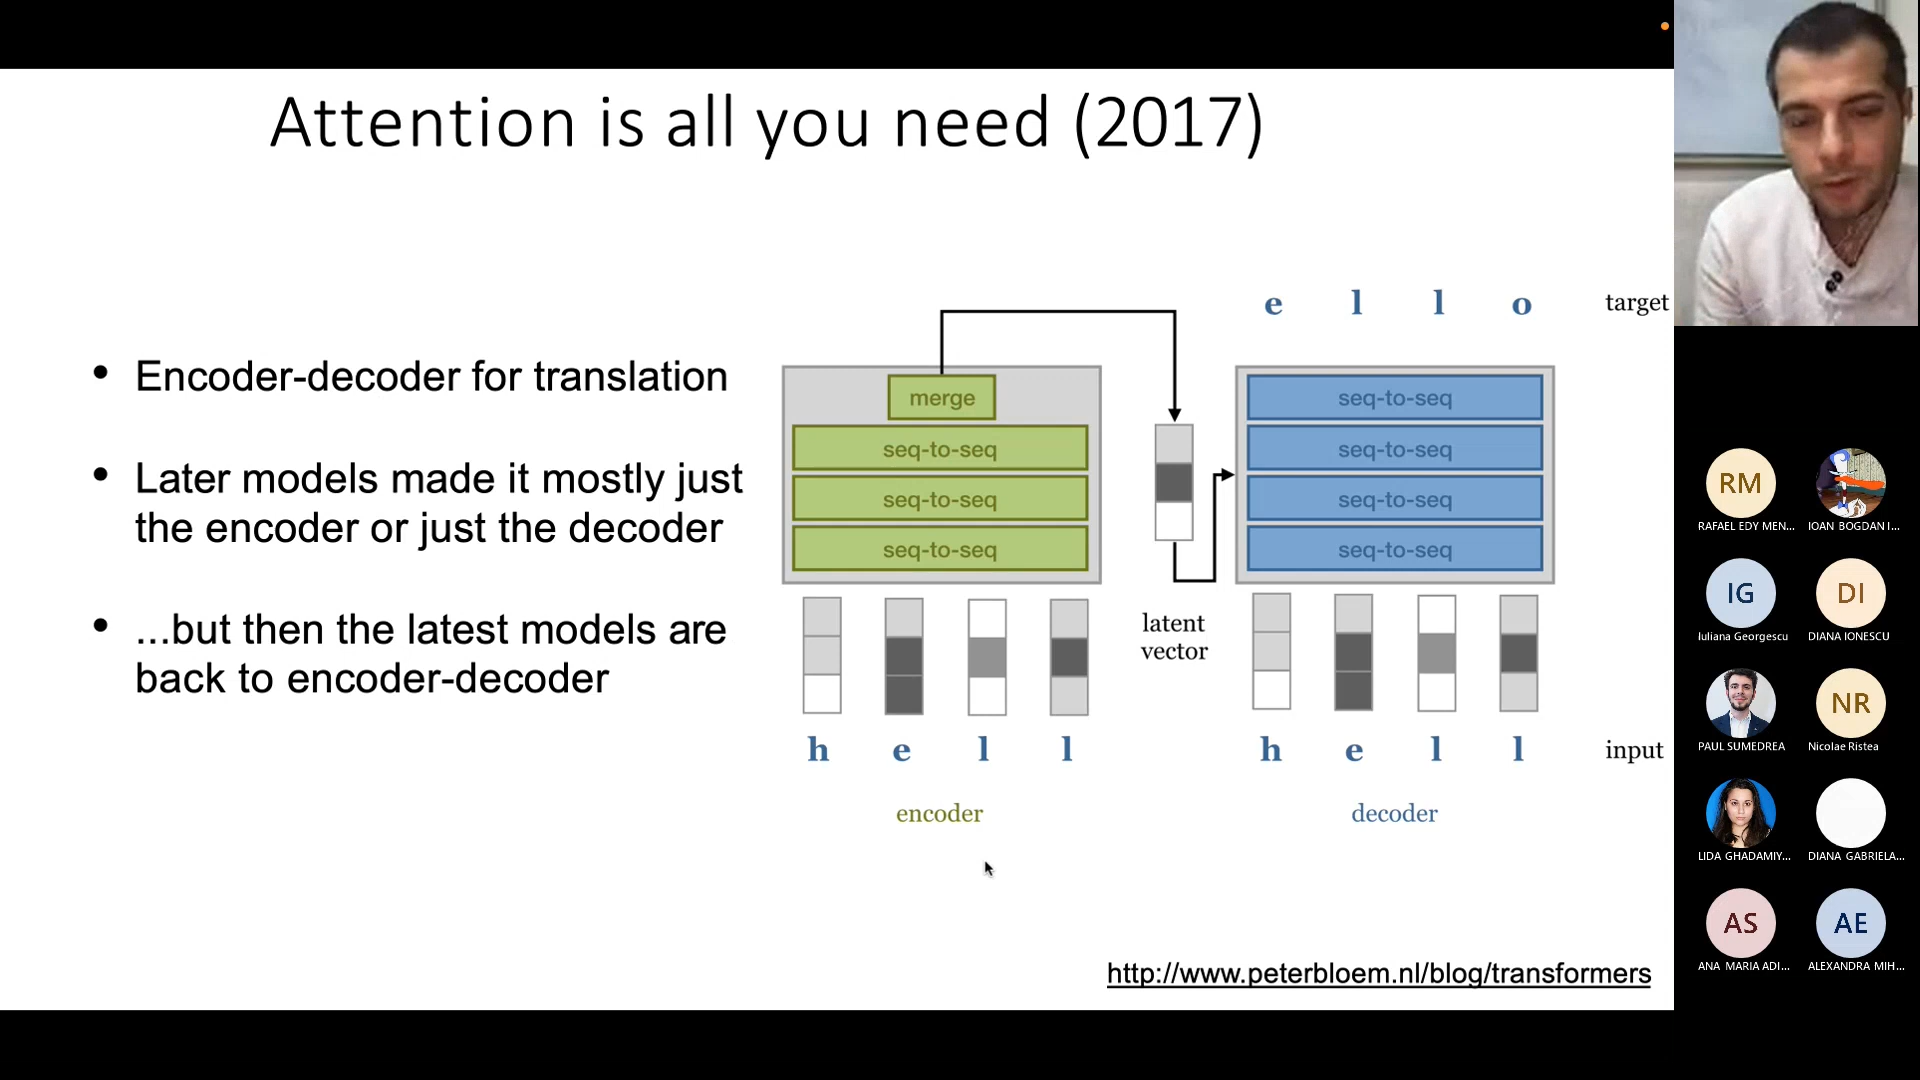 Attention is all you need (2017)
• Encoder-decoder for translation
• Later models made it mostly just
the encoder or just the decoder
• ...but then the latest models are
back to encoder-decoder
e l l o target
merge
seq-to-seq
seq-to-seq
seq-to-seq
seq-to-seq
seq-to-seq
seq-to-seq
seq-to-seq
latent
vector
h e l l
h e l l input
encoder
decoder
http://www.peterbloem.nl/blog/transformers
RM
RAFAEL EDY MEN...
IOAN BOGDAN I...
IG
Iuliana Georgescu
DI
DIANA IONESCU
PAUL SUMEDREA
NR
Nicolae Ristea
LIDA GHADAMIY...
DIANA GABRIELA...
AS
ANA MARIA ADI...
AE
ALEXANDRA MIH...